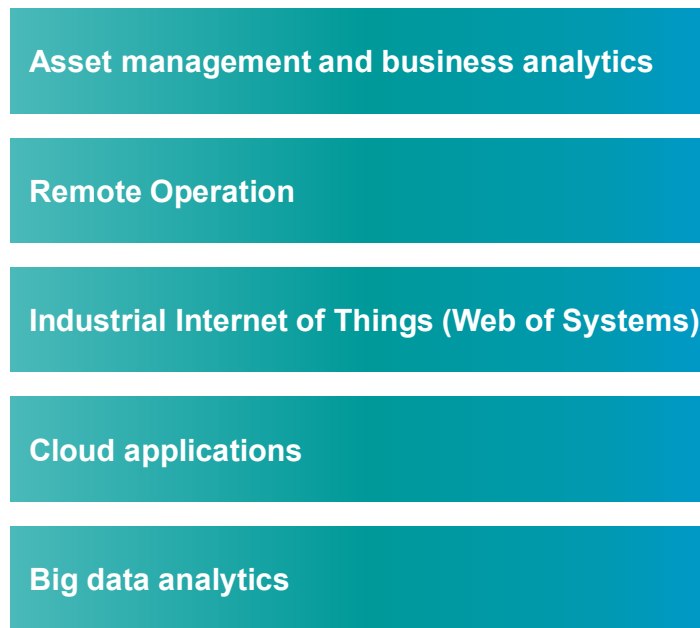 Asset management and business analytics
Remote Operation
Industrial Internet of Things (Web of Systems)
Cloud applications
Big data analytics